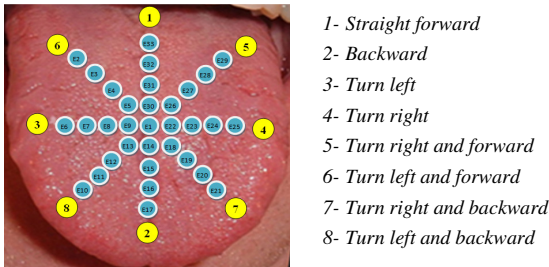 1
E33
6
5
E2
E29
E32
E3
E28
E31
E4
E27
E5 E30 E26
3 E6 E7 E8 E9 E1 E22 E23 E24 E25 4
E13 E14 E18
E12
E19
E15
E11
E20
E10
E16
E21
8
E17
7
2
1- Straight forward
2- Backward
3- Turn left
4- Turn right
5- Turn right and forward
6- Turn left and forward
7- Turn right and backward
8- Turn left and backward